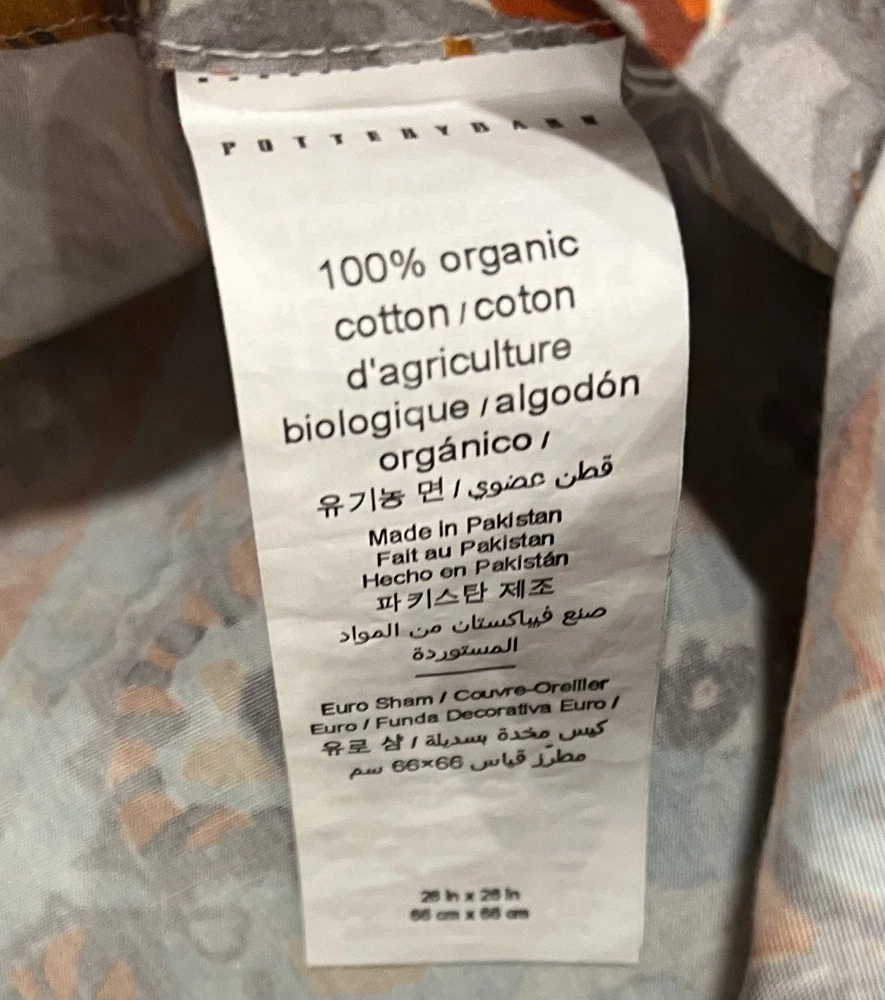 POTTERYBARN
100% organic
cotton / coton
d'agriculture
biologique / algodón
orgánico /
유기농 면 / قطن عضوي
Made in Pakistan
Fait au Pakistan
Hecho en Pakistán
파키스탄 제조
صنع فيباكستان من المواد
المستوردة
Euro Sham / Couvre-Oreiller
Euro / Funda Decorativa Euro /
유로 샴 / كيس مخدة بسديلة
مطرّز قياس 66×66 سم
26 in x 26 in
66 cm x 66 cm